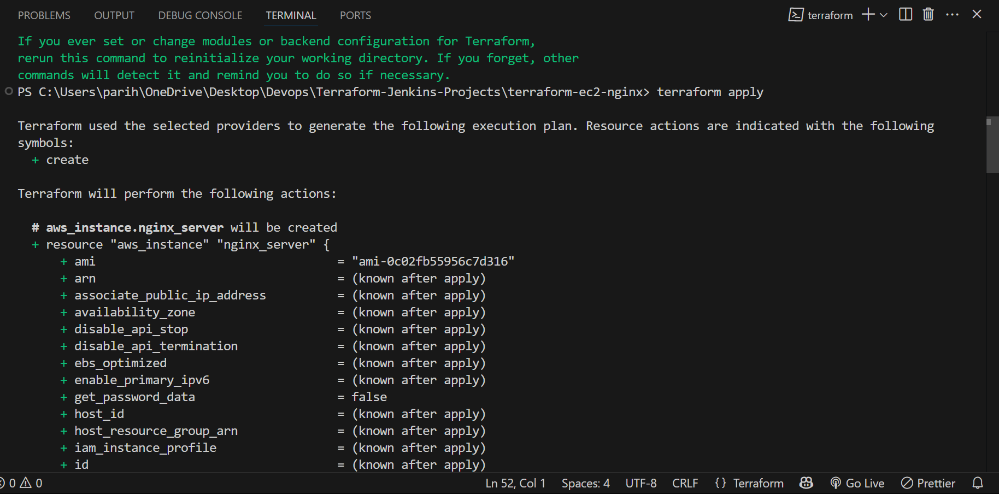 PROBLEMS OUTPUT DEBUG CONSOLE TERMINAL PORTS terraform
If you ever set or change modules or backend configuration for Terraform,
rerun this command to reinitialize your working directory. If you forget, other
commands will detect it and remind you to do so if necessary.
PS C:\Users\parih\OneDrive\Desktop\Devops\Terraform-Jenkins-Projects\terraform-ec2-nginx> terraform apply
Terraform used the selected providers to generate the following execution plan. Resource actions are indicated with the following
symbols:
+ create
Terraform will perform the following actions:
# aws_instance.nginx_server will be created
+ resource "aws_instance" "nginx_server" {
+ ami = "ami-0c02fb55956c7d316"
+ arn = (known after apply)
+ associate_public_ip_address = (known after apply)
+ availability_zone = (known after apply)
+ disable_api_stop = (known after apply)
+ disable_api_termination = (known after apply)
+ ebs_optimized = (known after apply)
+ enable_primary_ipv6 = (known after apply)
+ get_password_data = false
+ host_id = (known after apply)
+ host_resource_group_arn = (known after apply)
+ iam_instance_profile = (known after apply)
+ id = (known after apply)
0 0 Ln 52, Col 1 Spaces: 4 UTF-8 CRLF {} Terraform Go Live Prettier